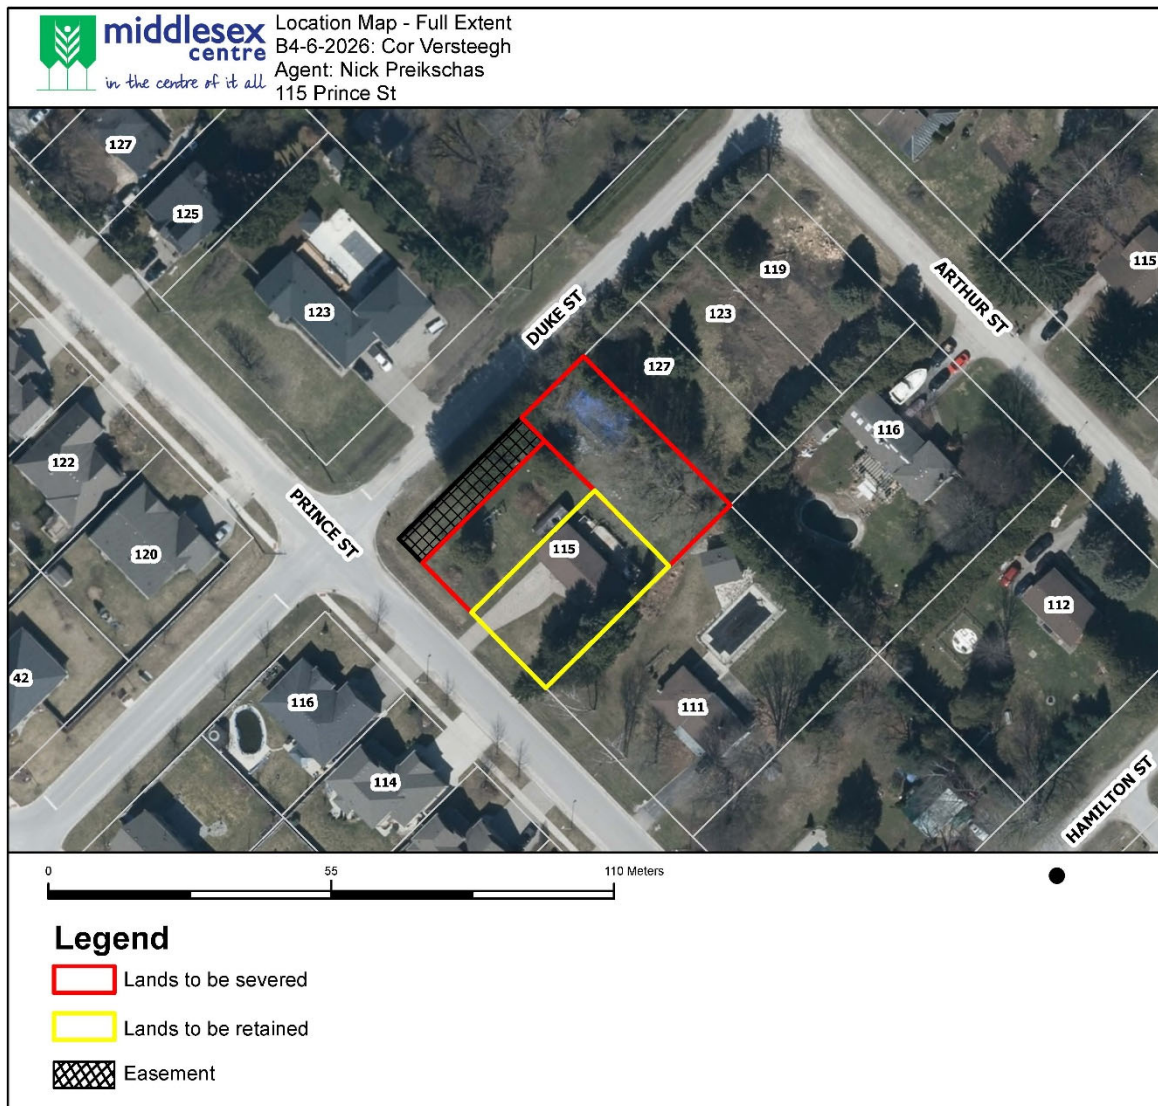 middlesex
centre
in the centre of it all
Location Map - Full Extent
B4-6-2026: Cor Versteegh
Agent: Nick Preikschas
115 Prince St
127
125
123
DUKE ST
119
123
127
ARTHUR ST
115
116
122
120
PRINCE ST
115
112
42
116
111
114
HAMILTON ST
0
55
110 Meters
Legend
Lands to be severed
Lands to be retained
Easement